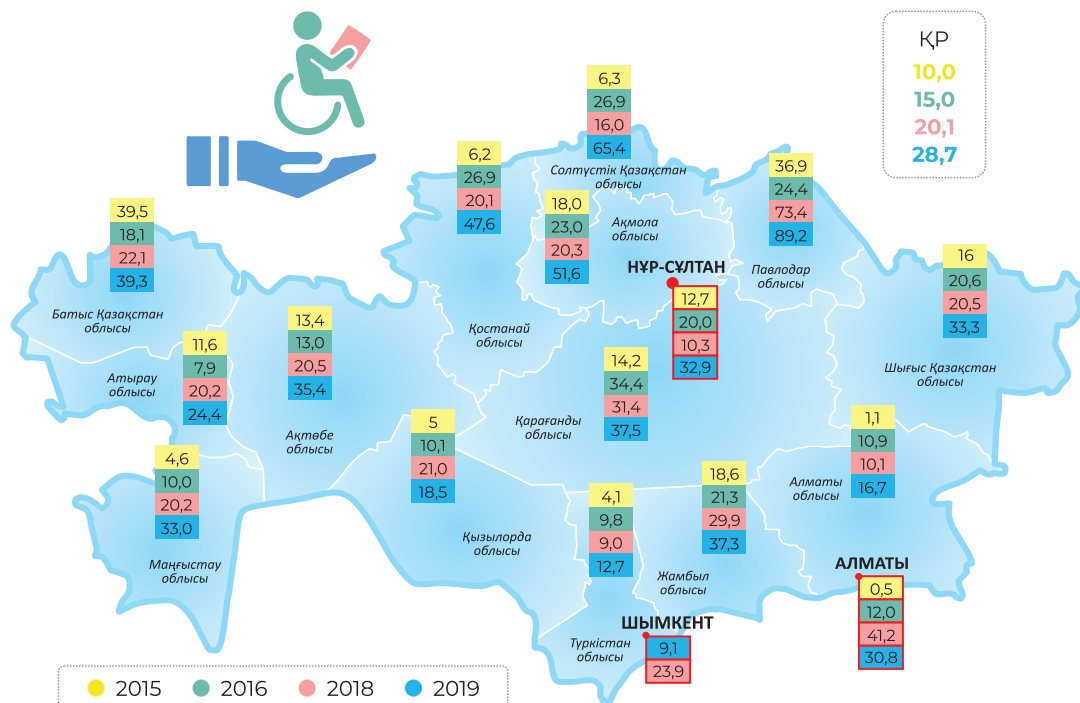 ҚР
10,0
15,0
20,1
28,7
6,3
26,9
16,0
65,4
Солтүстік Қазақстан
облысы
6,2
26,9
20,1
47,6
Қостанай
облысы
18,0
23,0
20,3
51,6
Ақмола
облысы
36,9
24,4
73,4
89,2
Павлодар
облысы
39,5
18,1
22,1
39,3
Батыс Қазақстан
облысы
НҰР-СҰЛТАН
12,7
20,0
10,3
32,9
16
20,6
20,5
33,3
Шығыс Қазақстан
облысы
11,6
7,9
20,2
24,4
Атырау
облысы
13,4
13,0
20,5
35,4
Ақтөбе
облысы
14,2
34,4
31,4
37,5
Қарағанды
облысы
5
10,1
21,0
18,5
Қызылорда
облысы
1,1
10,9
10,1
16,7
Алматы
облысы
4,6
10,0
20,2
33,0
Маңғыстау
облысы
4,1
9,8
9,0
12,7
Түркістан
облысы
18,6
21,3
29,9
37,3
Жамбыл
облысы
АЛМАТЫ
0,5
12,0
41,2
30,8
ШЫМКЕНТ
9,1
23,9
2015 2016 2018 2019